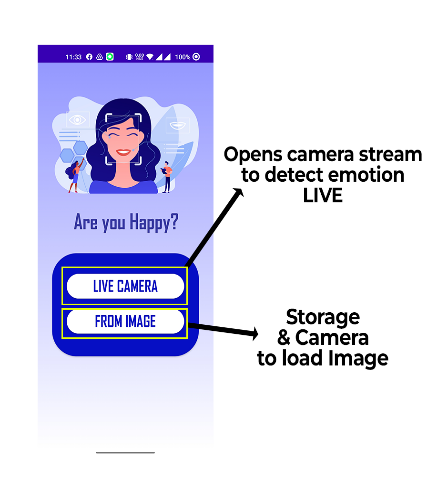 11:33
100%
Are you Happy?
LIVE CAMERA
FROM IMAGE
Opens camera stream
to detect emotion
LIVE
Storage
& Camera
to load Image